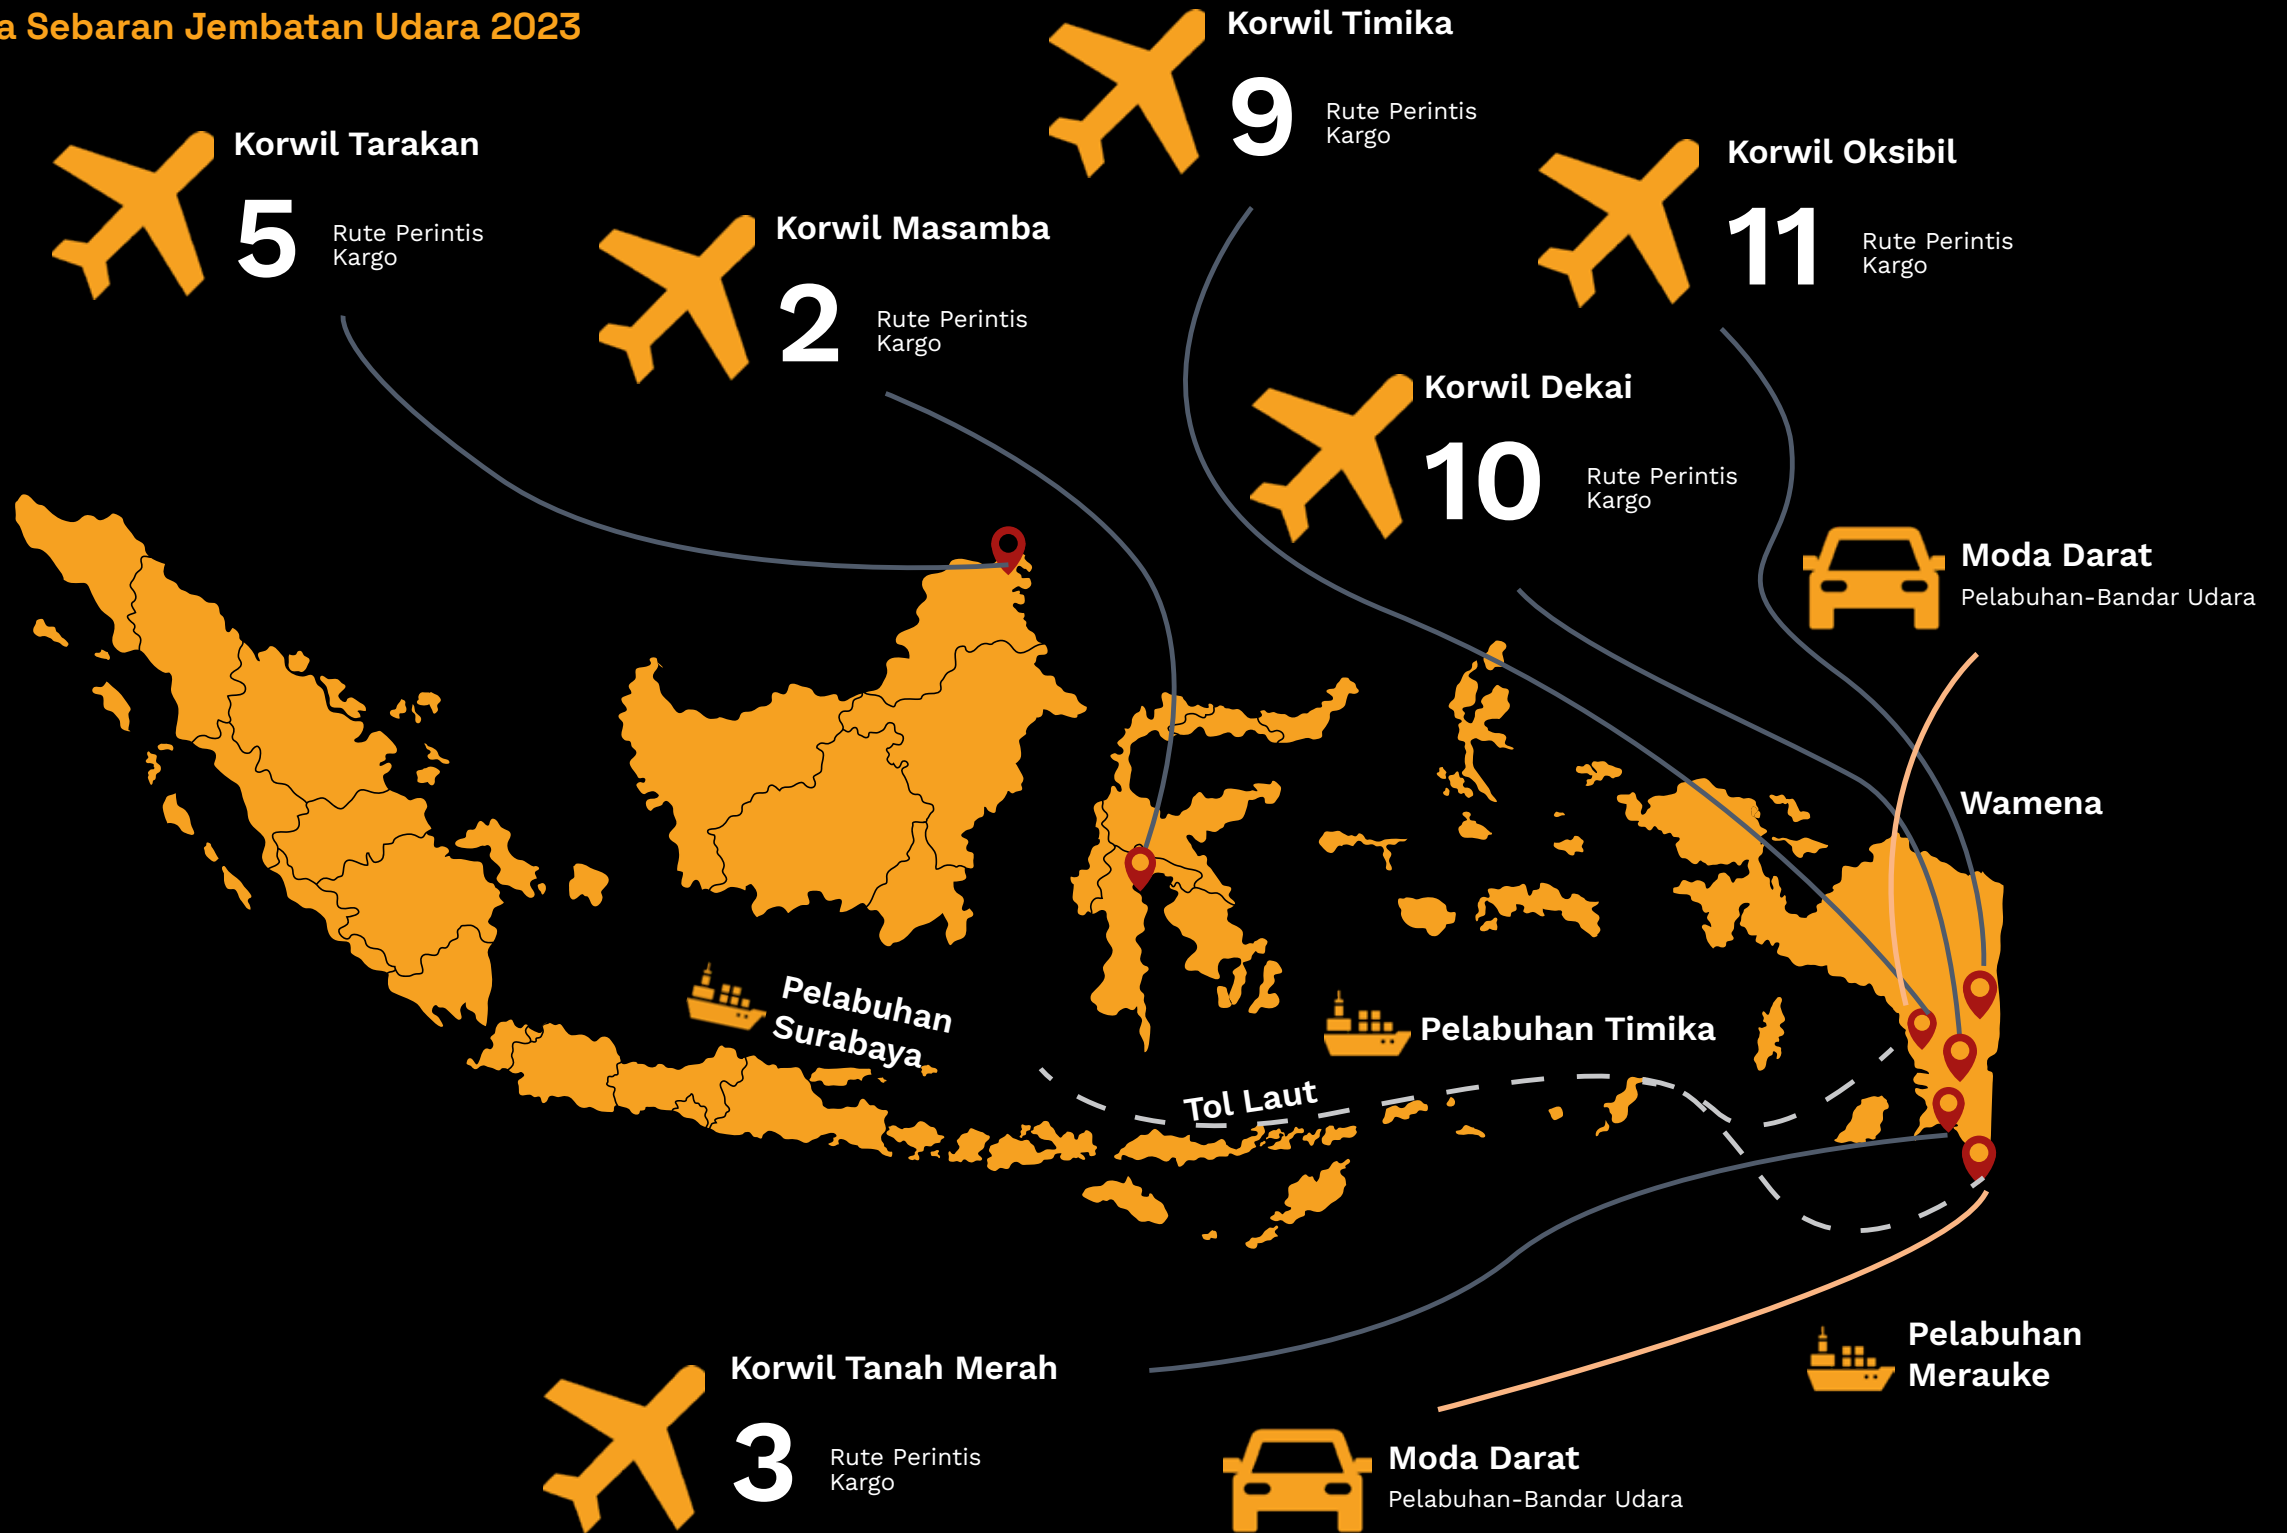 a Sebaran Jembatan Udara 2023
Korwil Timika
9
Rute Perintis
Kargo
Korwil Tarakan
5
Rute Perintis
Kargo
Korwil Oksibil
11
Rute Perintis
Kargo
Korwil Masamba
2
Rute Perintis
Kargo
Korwil Dekai
10
Rute Perintis
Kargo
Moda Darat
Pelabuhan-Bandar Udara
Wamena
Pelabuhan
Surabaya
Pelabuhan Timika
Tol Laut
Korwil Tanah Merah
3
Rute Perintis
Kargo
Pelabuhan
Merauke
Moda Darat
Pelabuhan-Bandar Udara